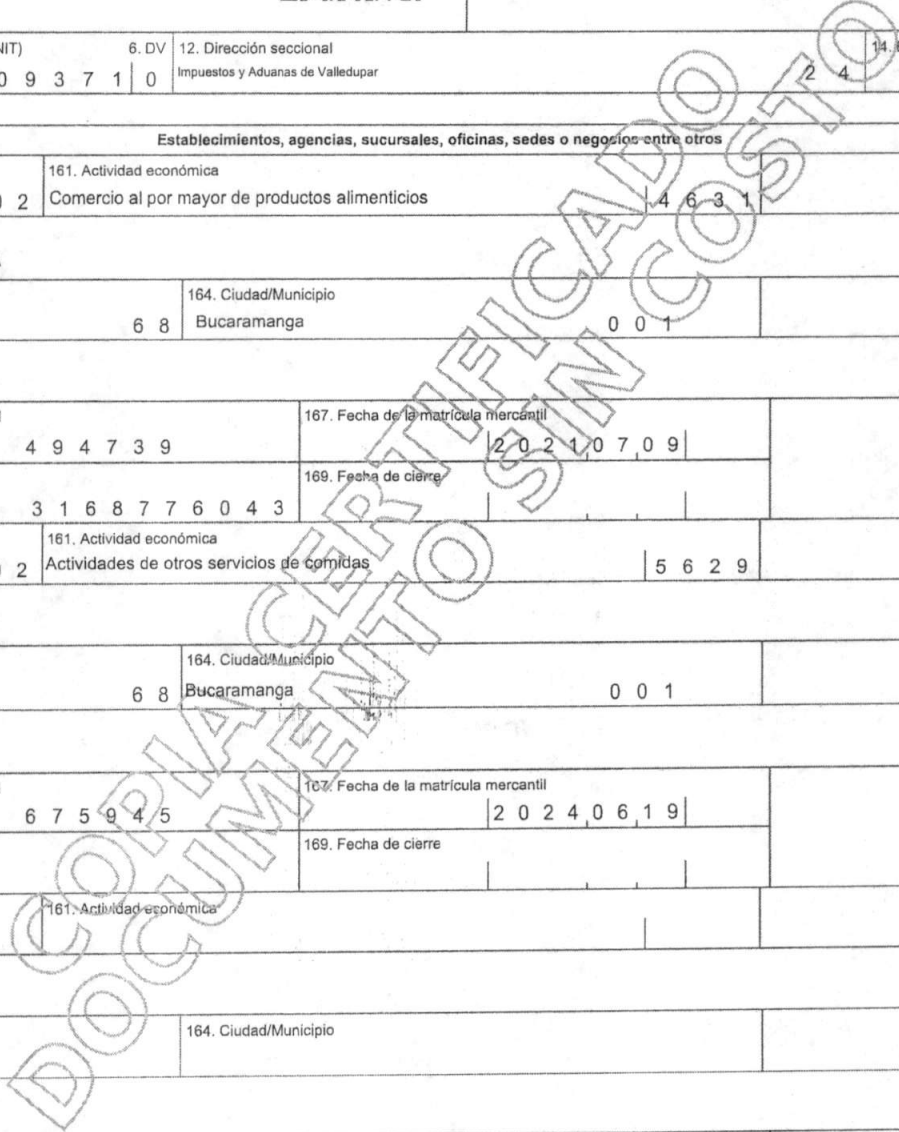 6. DV 12. Dirección seccional
9 3 7 1 0 Impuestos y Aduanas de Valledupar 2 4
Establecimientos, agencias, sucursales, oficinas, sedes o negocios entre otros
161. Actividad económica
2 Comercio al por mayor de productos alimenticios 4 6 3 1
164. Ciudad/Municipio
6 8 Bucaramanga 0 0 1
167. Fecha de la matrícula mercantil
4 9 4 7 3 9 2 0 2 1 0 7 0 9
169. Fecha de cierre
3 1 6 8 7 7 6 0 4 3
161. Actividad económica
2 Actividades de otros servicios de comidas 5 6 2 9
164. Ciudad/Municipio
6 8 Bucaramanga 0 0 1
167. Fecha de la matrícula mercantil
6 7 5 9 4 5 2 0 2 4 0 6 1 9
169. Fecha de cierre
161. Actividad económica
164. Ciudad/Municipio
COPIA CERTIFICADO
DOCUMENTO SIN COSTO